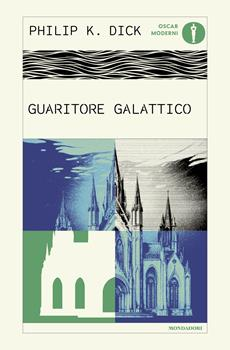 PHILIP K. DICK
OSCAR
MODERNI
GUARITORE GALATTICO
MONDADORI